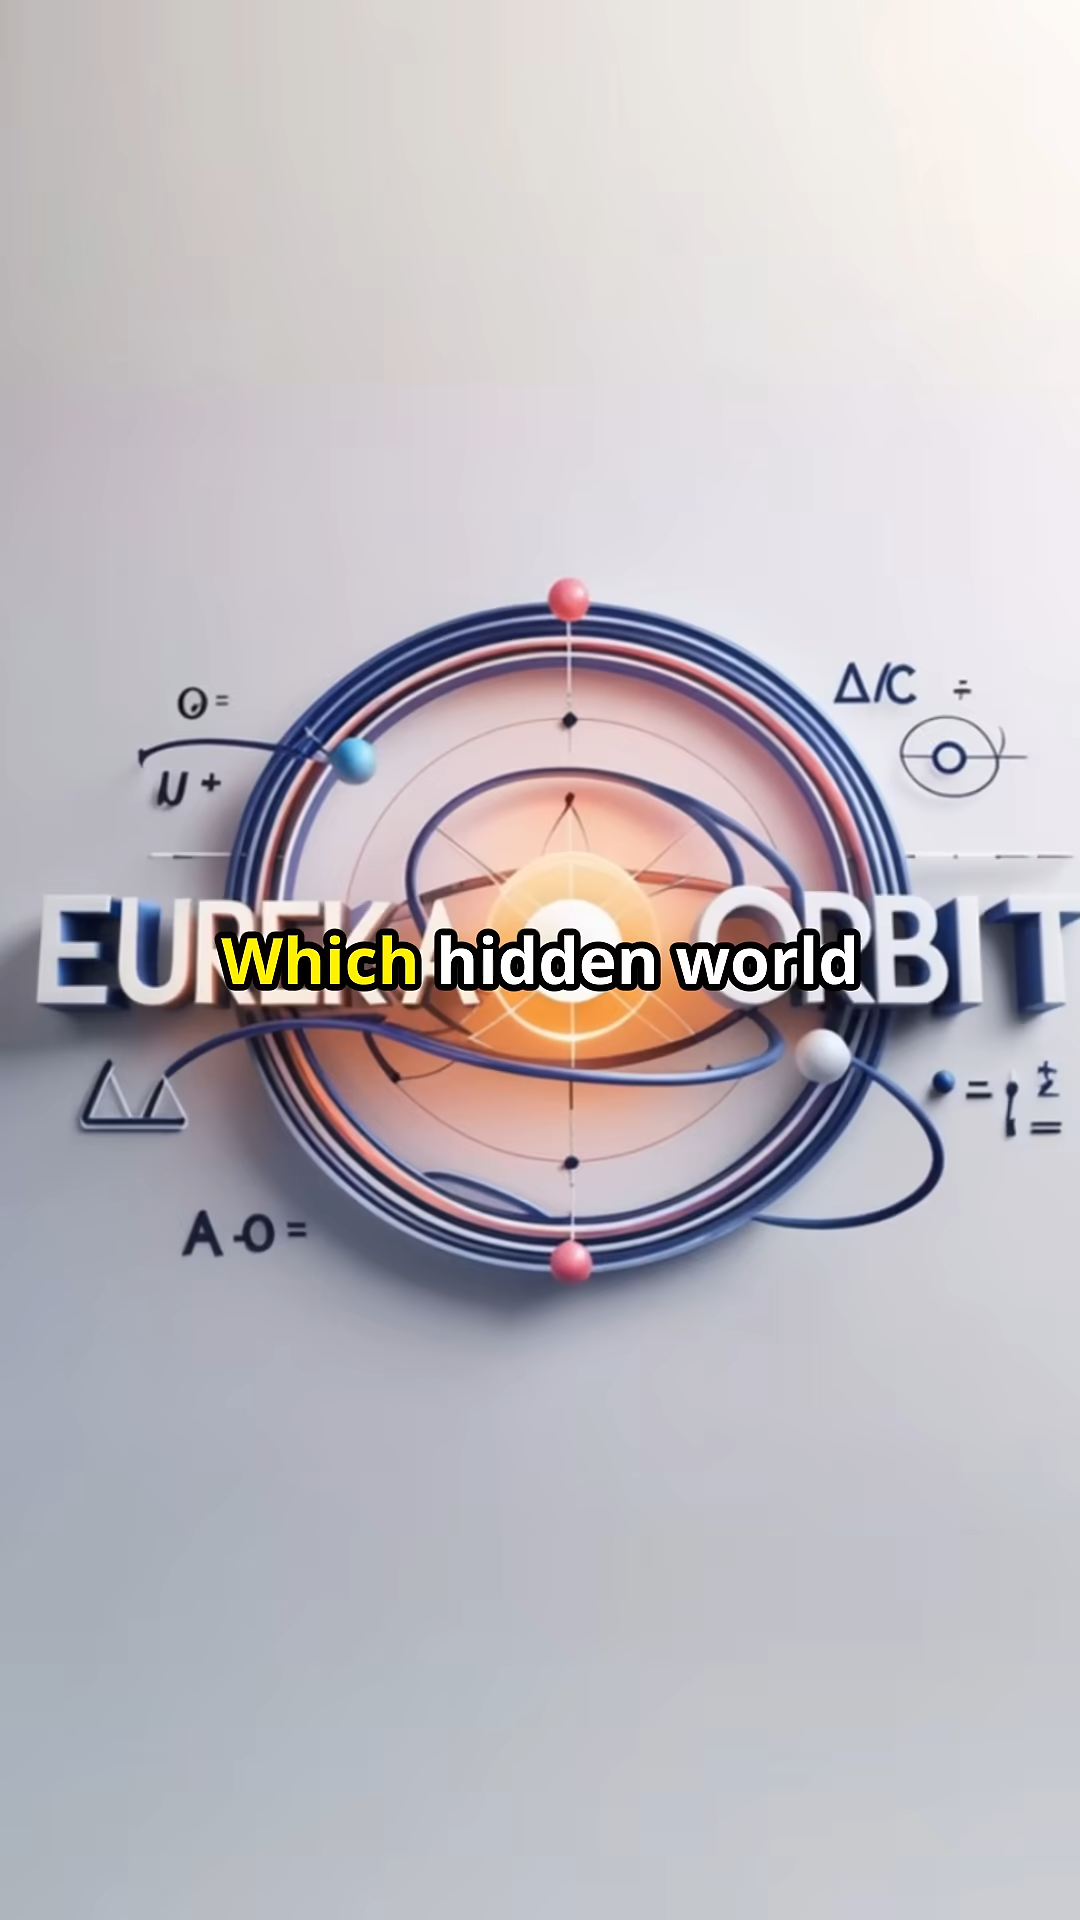 O =
Δ/C ÷
EUREKA ORBIT
Which hidden world
A -O =